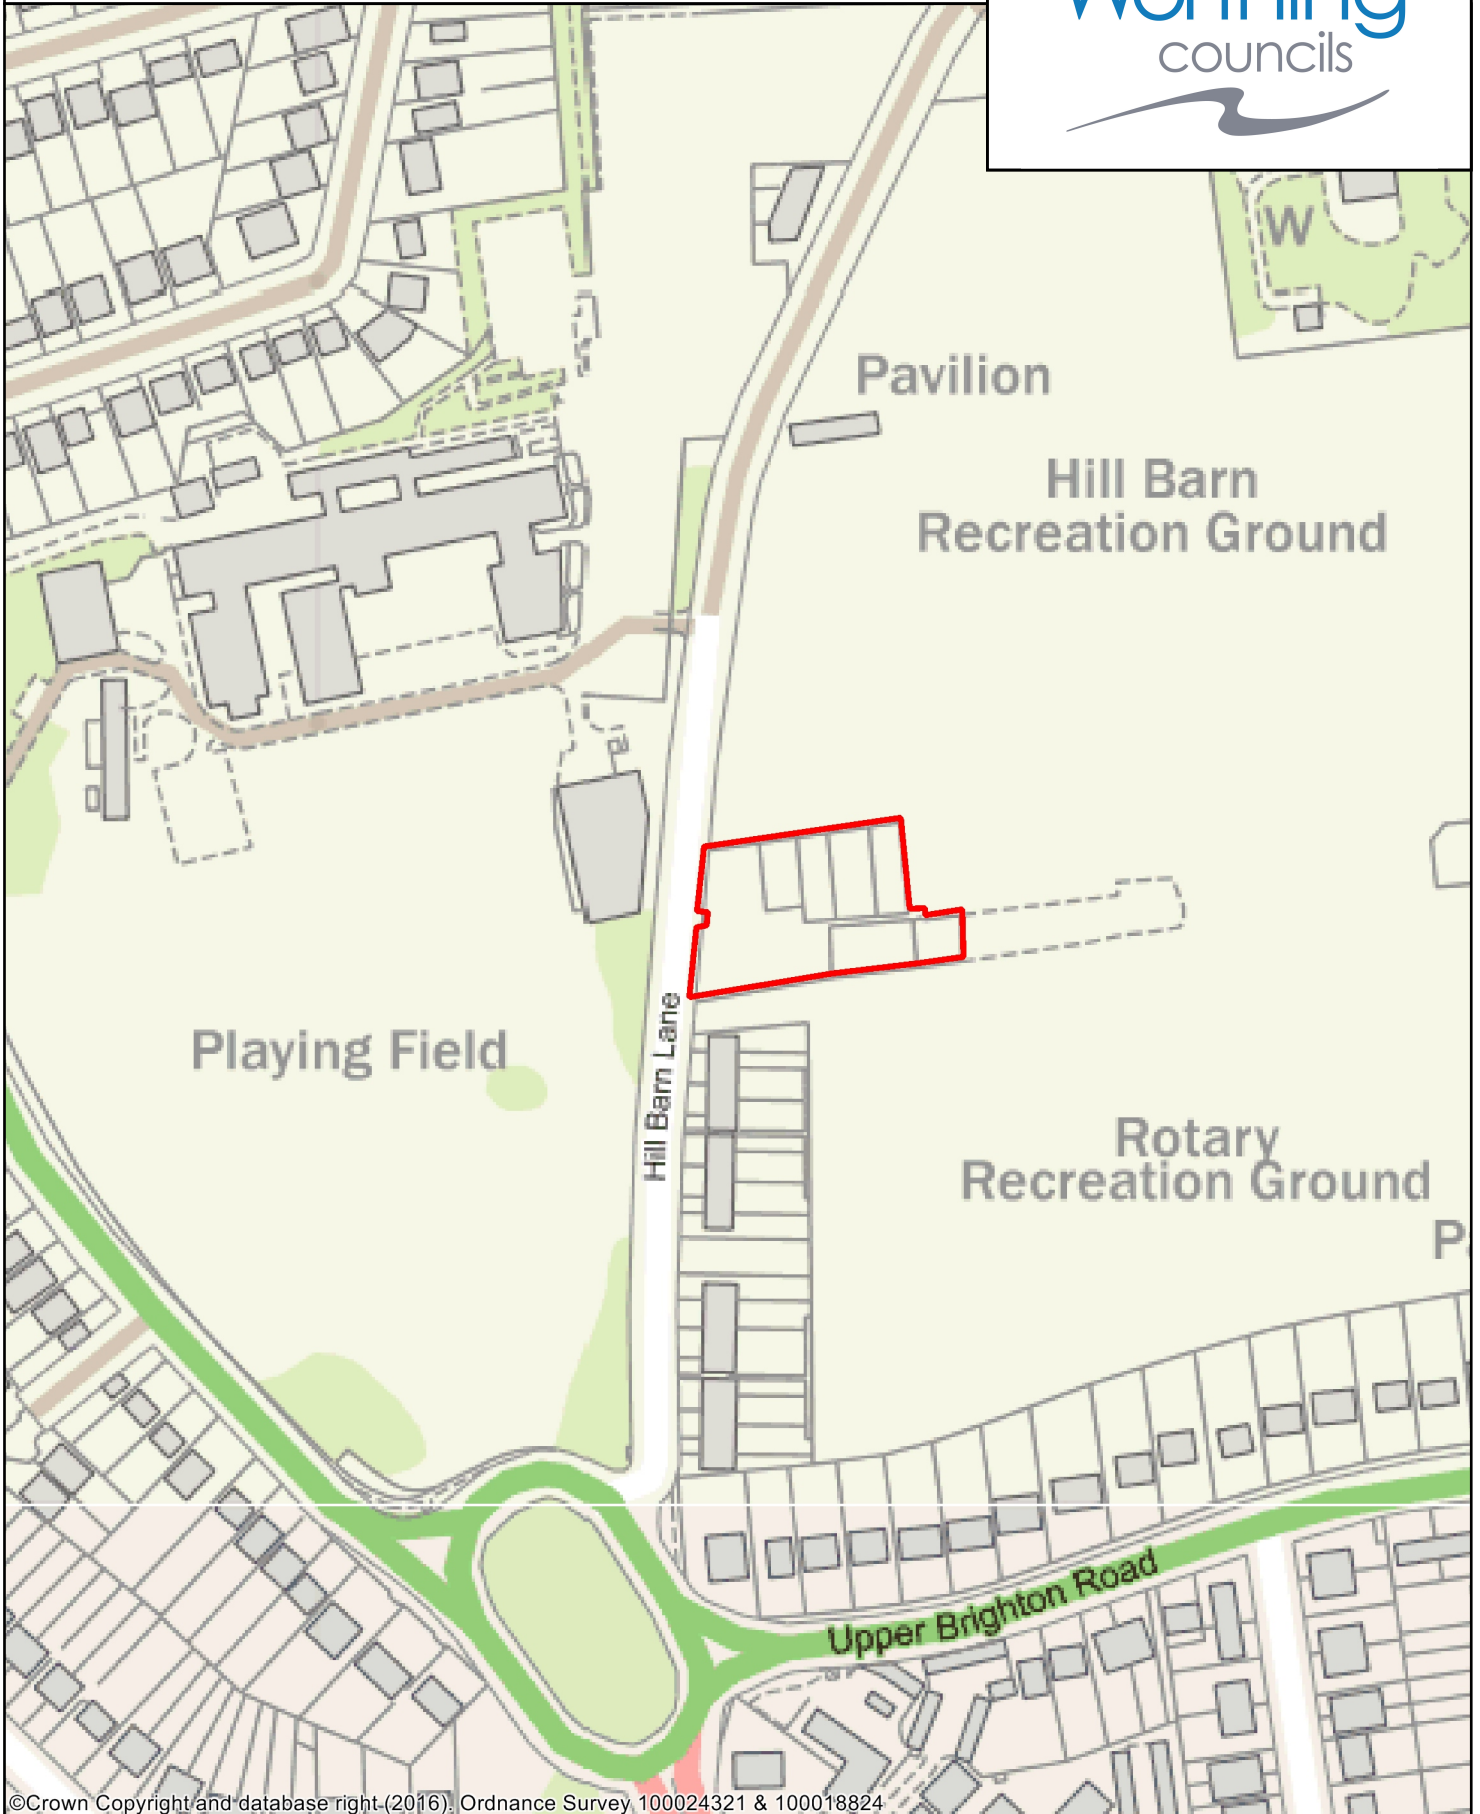 councils
W
Pavilion
Hill Barn
Recreation Ground
Playing Field
Hill Barn Lane
Rotary
Recreation Ground
Upper Brighton Road
©Crown Copyright and database right (2016). Ordnance Survey 100024321 & 100018824